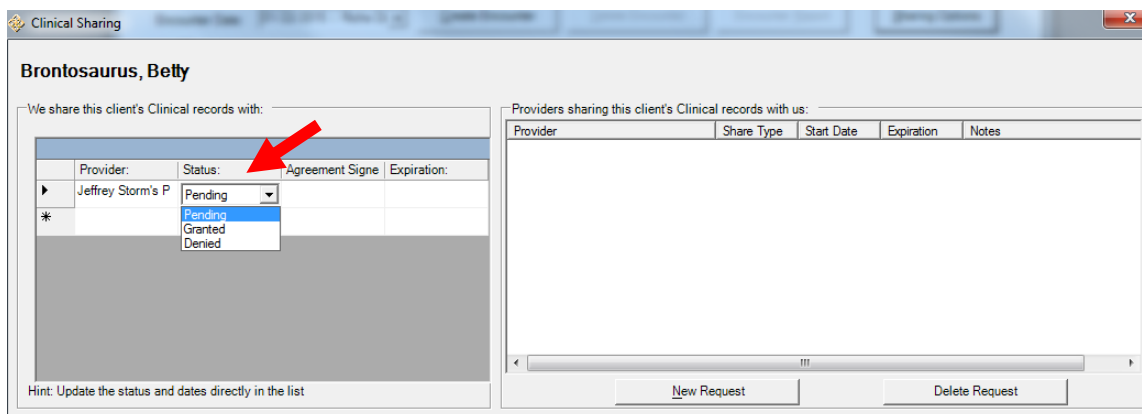 Clinical Sharing
Brontosaurus, Betty
We share this client's Clinical records with:
Provider: Status: Agreement Signe Expiration:
Jeffrey Storm's P Pending
Pending
Granted
Denied
Hint: Update the status and dates directly in the list
Providers sharing this client's Clinical records with us:
Provider Share Type Start Date Expiration Notes
New Request Delete Request